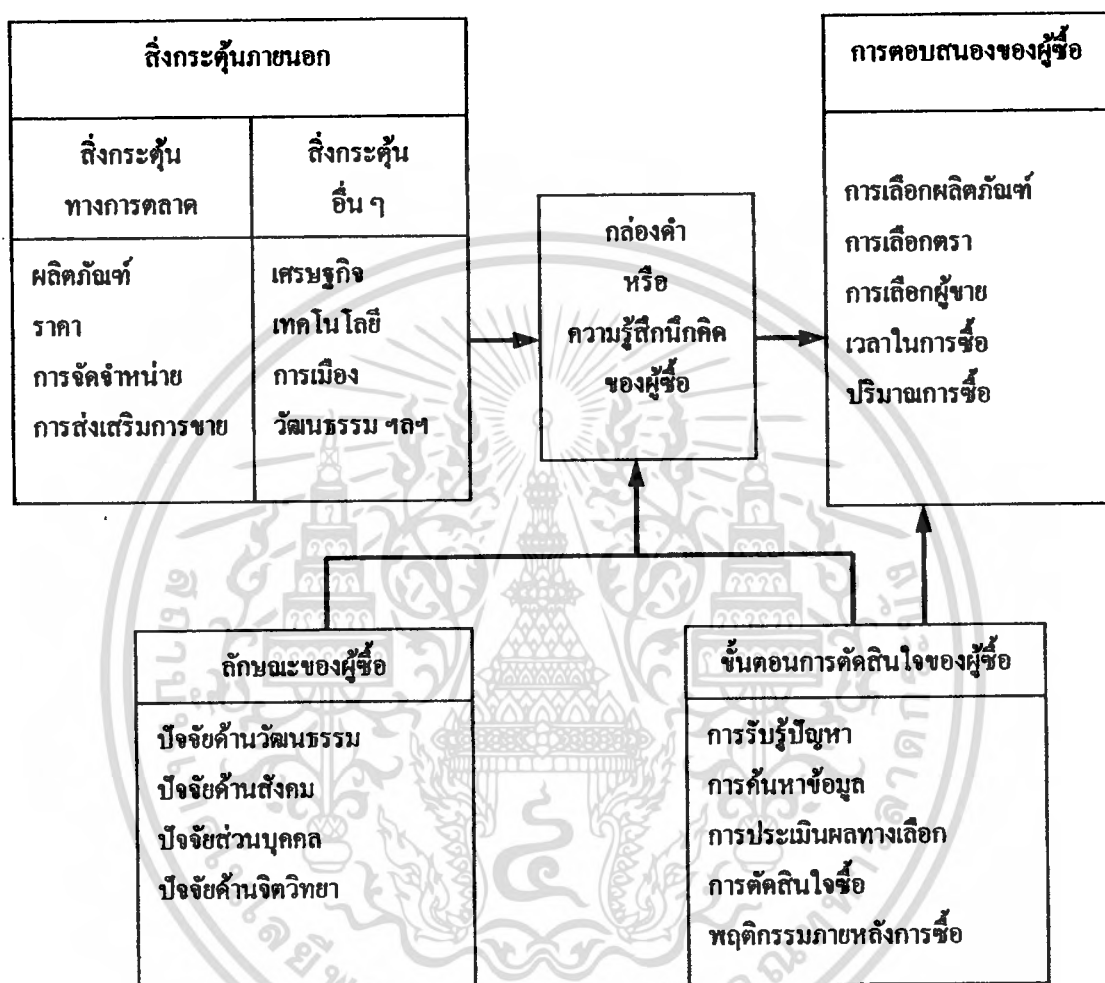 สิ่งกระตุ้นภายนอก
สิ่งกระตุ้น
ทางการตลาด
สิ่งกระตุ้น
อื่น ๆ
ผลิตภัณฑ์
ราคา
การจัดจำหน่าย
การส่งเสริมการขาย
เศรษฐกิจ
เทคโนโลยี
การเมือง
วัฒนธรรม ฯลฯ
กล่องดำ
หรือ
ความรู้สึกนึกคิด
ของผู้ซื้อ
การตอบสนองของผู้ซื้อ
การเลือกผลิตภัณฑ์
การเลือกตรา
การเลือกผู้ขาย
เวลาในการซื้อ
ปริมาณการซื้อ
ลักษณะของผู้ซื้อ
ปัจจัยด้านวัฒนธรรม
ปัจจัยด้านสังคม
ปัจจัยส่วนบุคคล
ปัจจัยด้านจิตวิทยา
ขั้นตอนการตัดสินใจของผู้ซื้อ
การรับรู้ปัญหา
การค้นหาข้อมูล
การประเมินผลทางเลือก
การตัดสินใจซื้อ
พฤติกรรมภายหลังการซื้อ